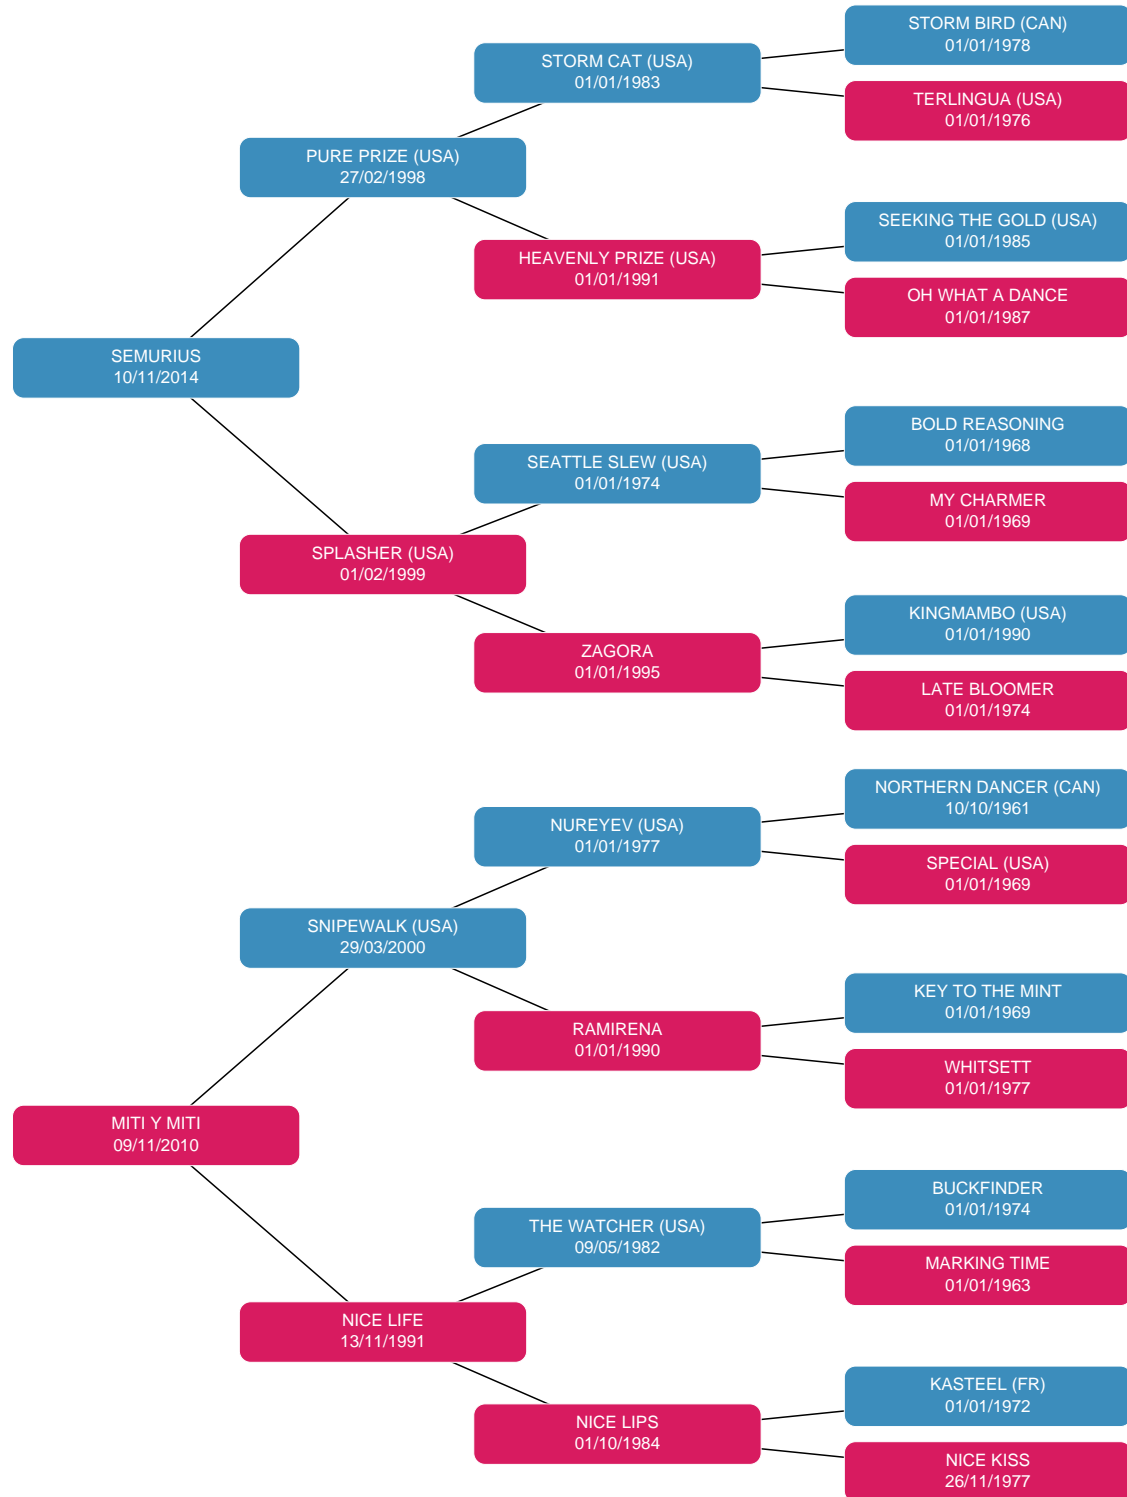 STORM BIRD (CAN)
01/01/1978
STORM CAT (USA)
01/01/1983
TERLINGUA (USA)
01/01/1976
PURE PRIZE (USA)
27/02/1998
SEEKING THE GOLD (USA)
01/01/1985
HEAVENLY PRIZE (USA)
01/01/1991
OH WHAT A DANCE
01/01/1987
SEMURIUS
10/11/2014
BOLD REASONING
01/01/1968
SEATTLE SLEW (USA)
01/01/1974
MY CHARMER
01/01/1969
SPLASHER (USA)
01/02/1999
KINGMAMBO (USA)
01/01/1990
ZAGORA
01/01/1995
LATE BLOOMER
01/01/1974
NORTHERN DANCER (CAN)
10/10/1961
NUREYEV (USA)
01/01/1977
SPECIAL (USA)
01/01/1969
SNIPEWALK (USA)
29/03/2000
KEY TO THE MINT
01/01/1969
RAMIRENA
01/01/1990
WHITSETT
01/01/1977
MITI Y MITI
09/11/2010
BUCKFINDER
01/01/1974
THE WATCHER (USA)
09/05/1982
MARKING TIME
01/01/1963
NICE LIFE
13/11/1991
KASTEEL (FR)
01/01/1972
NICE LIPS
01/10/1984
NICE KISS
26/11/1977